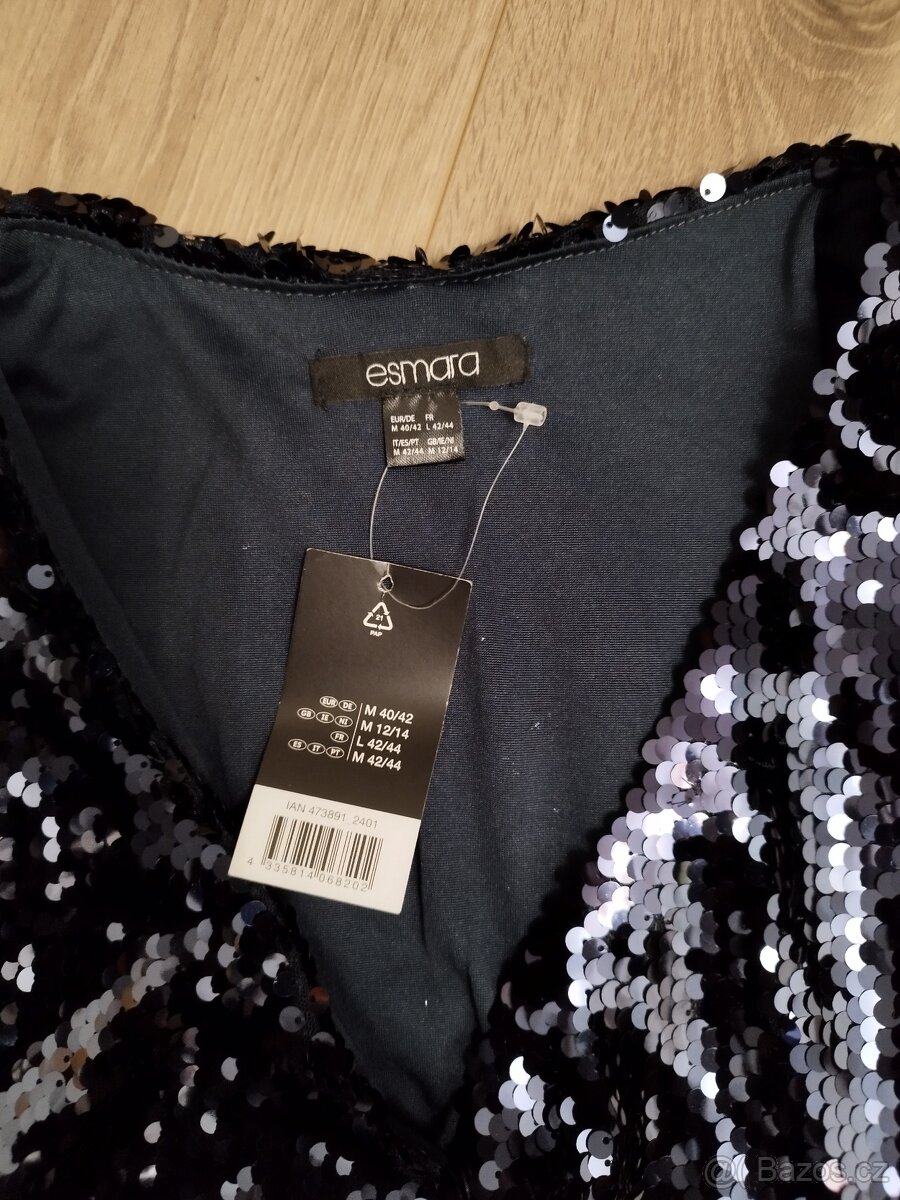 esmara
EUR/DE FR
M 40/42 L 42/44
IT/ES/PT GB/IE/NI
M 42/44 M 12/14
21
PAP
EUR DE M 40/42
GB IE NI M 12/14
FR L 42/44
ES IT PT M 42/44
IAN 473891 2401
4 335814 068202
@ Bazos.cz